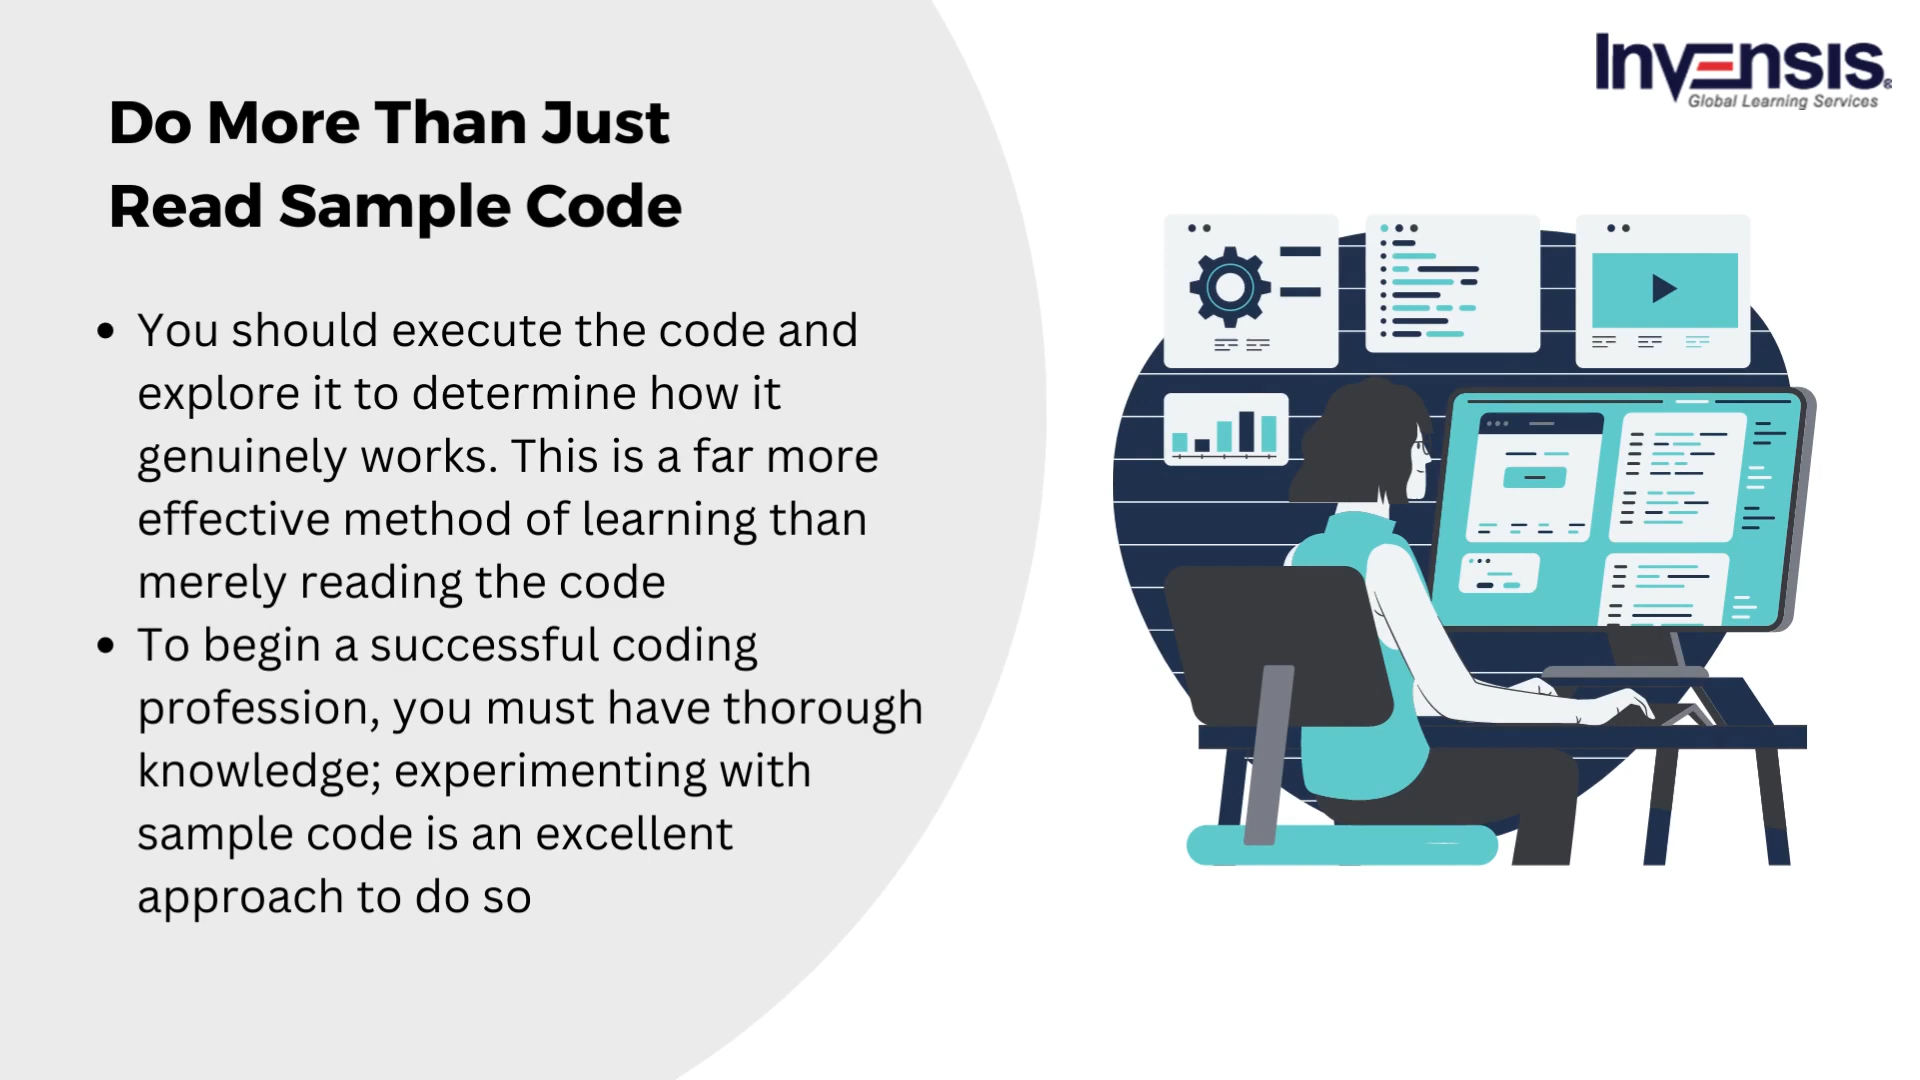 Invensis
Global Learning Services
Do More Than Just
Read Sample Code
• You should execute the code and
explore it to determine how it
genuinely works. This is a far more
effective method of learning than
merely reading the code
• To begin a successful coding
profession, you must have thorough
knowledge; experimenting with
sample code is an excellent
approach to do so